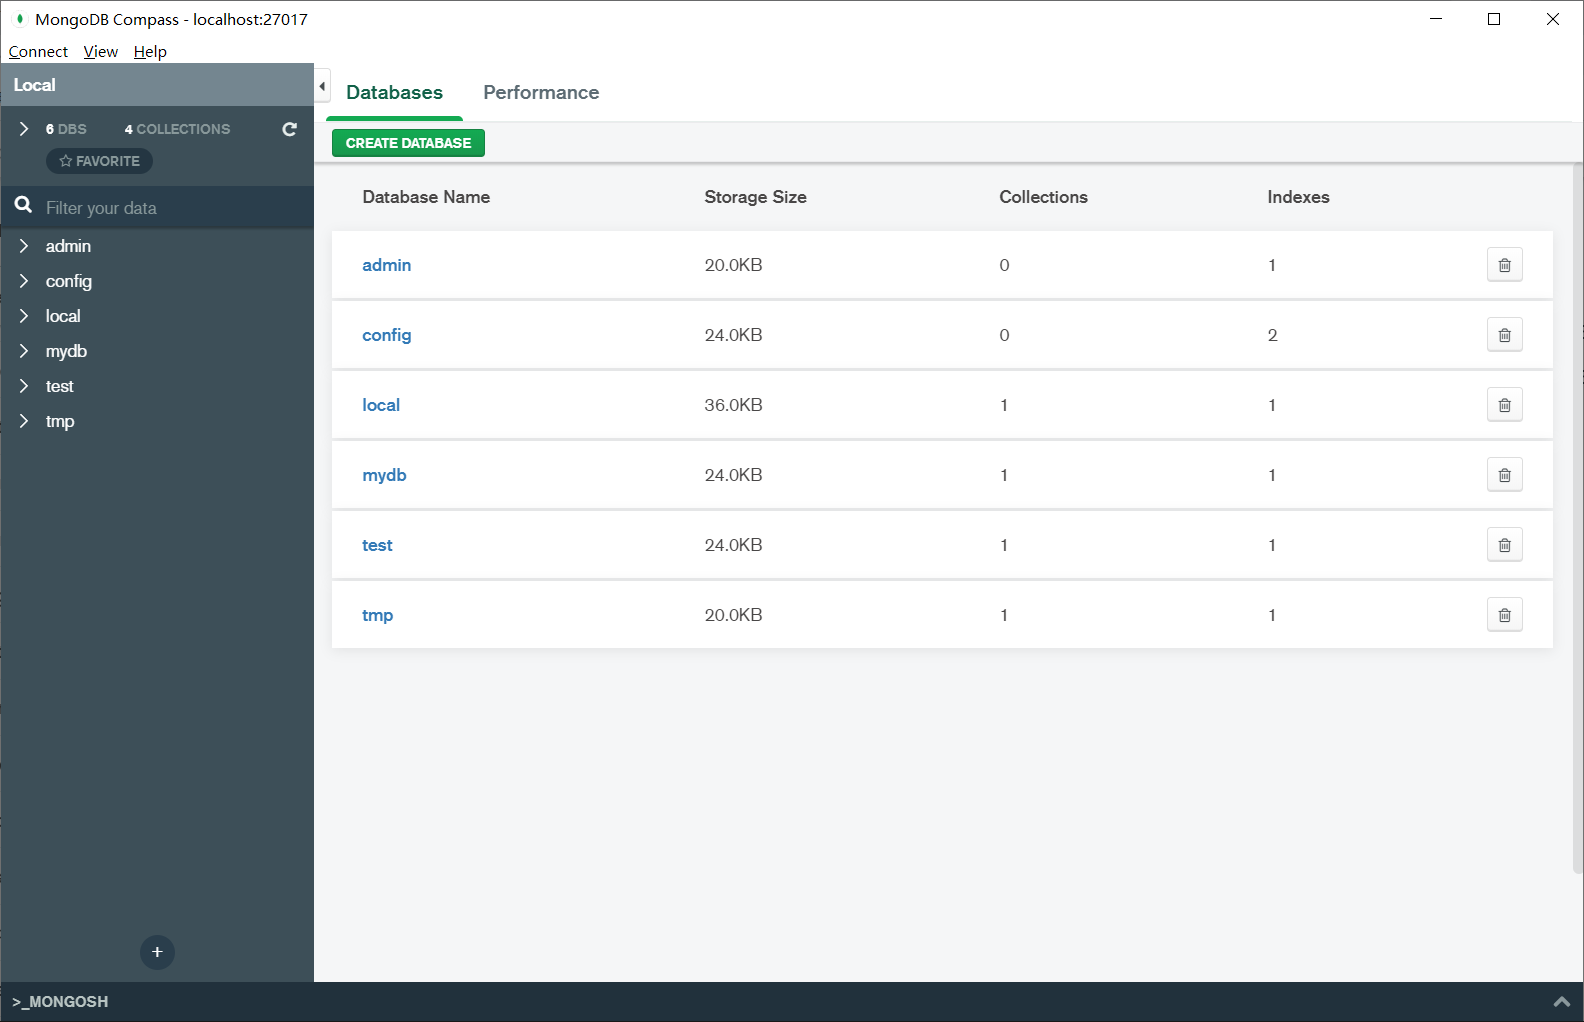 MongoDB Compass - localhost:27017
Connect View Help
Local
6 DBS 4 COLLECTIONS
FAVORITE
Filter your data
admin
config
local
mydb
test
tmp
Databases Performance
CREATE DATABASE
Database Name Storage Size Collections Indexes
admin 20.0KB 0 1
config 24.0KB 0 2
local 36.0KB 1 1
mydb 24.0KB 1 1
test 24.0KB 1 1
tmp 20.0KB 1 1
>_MONGOSH